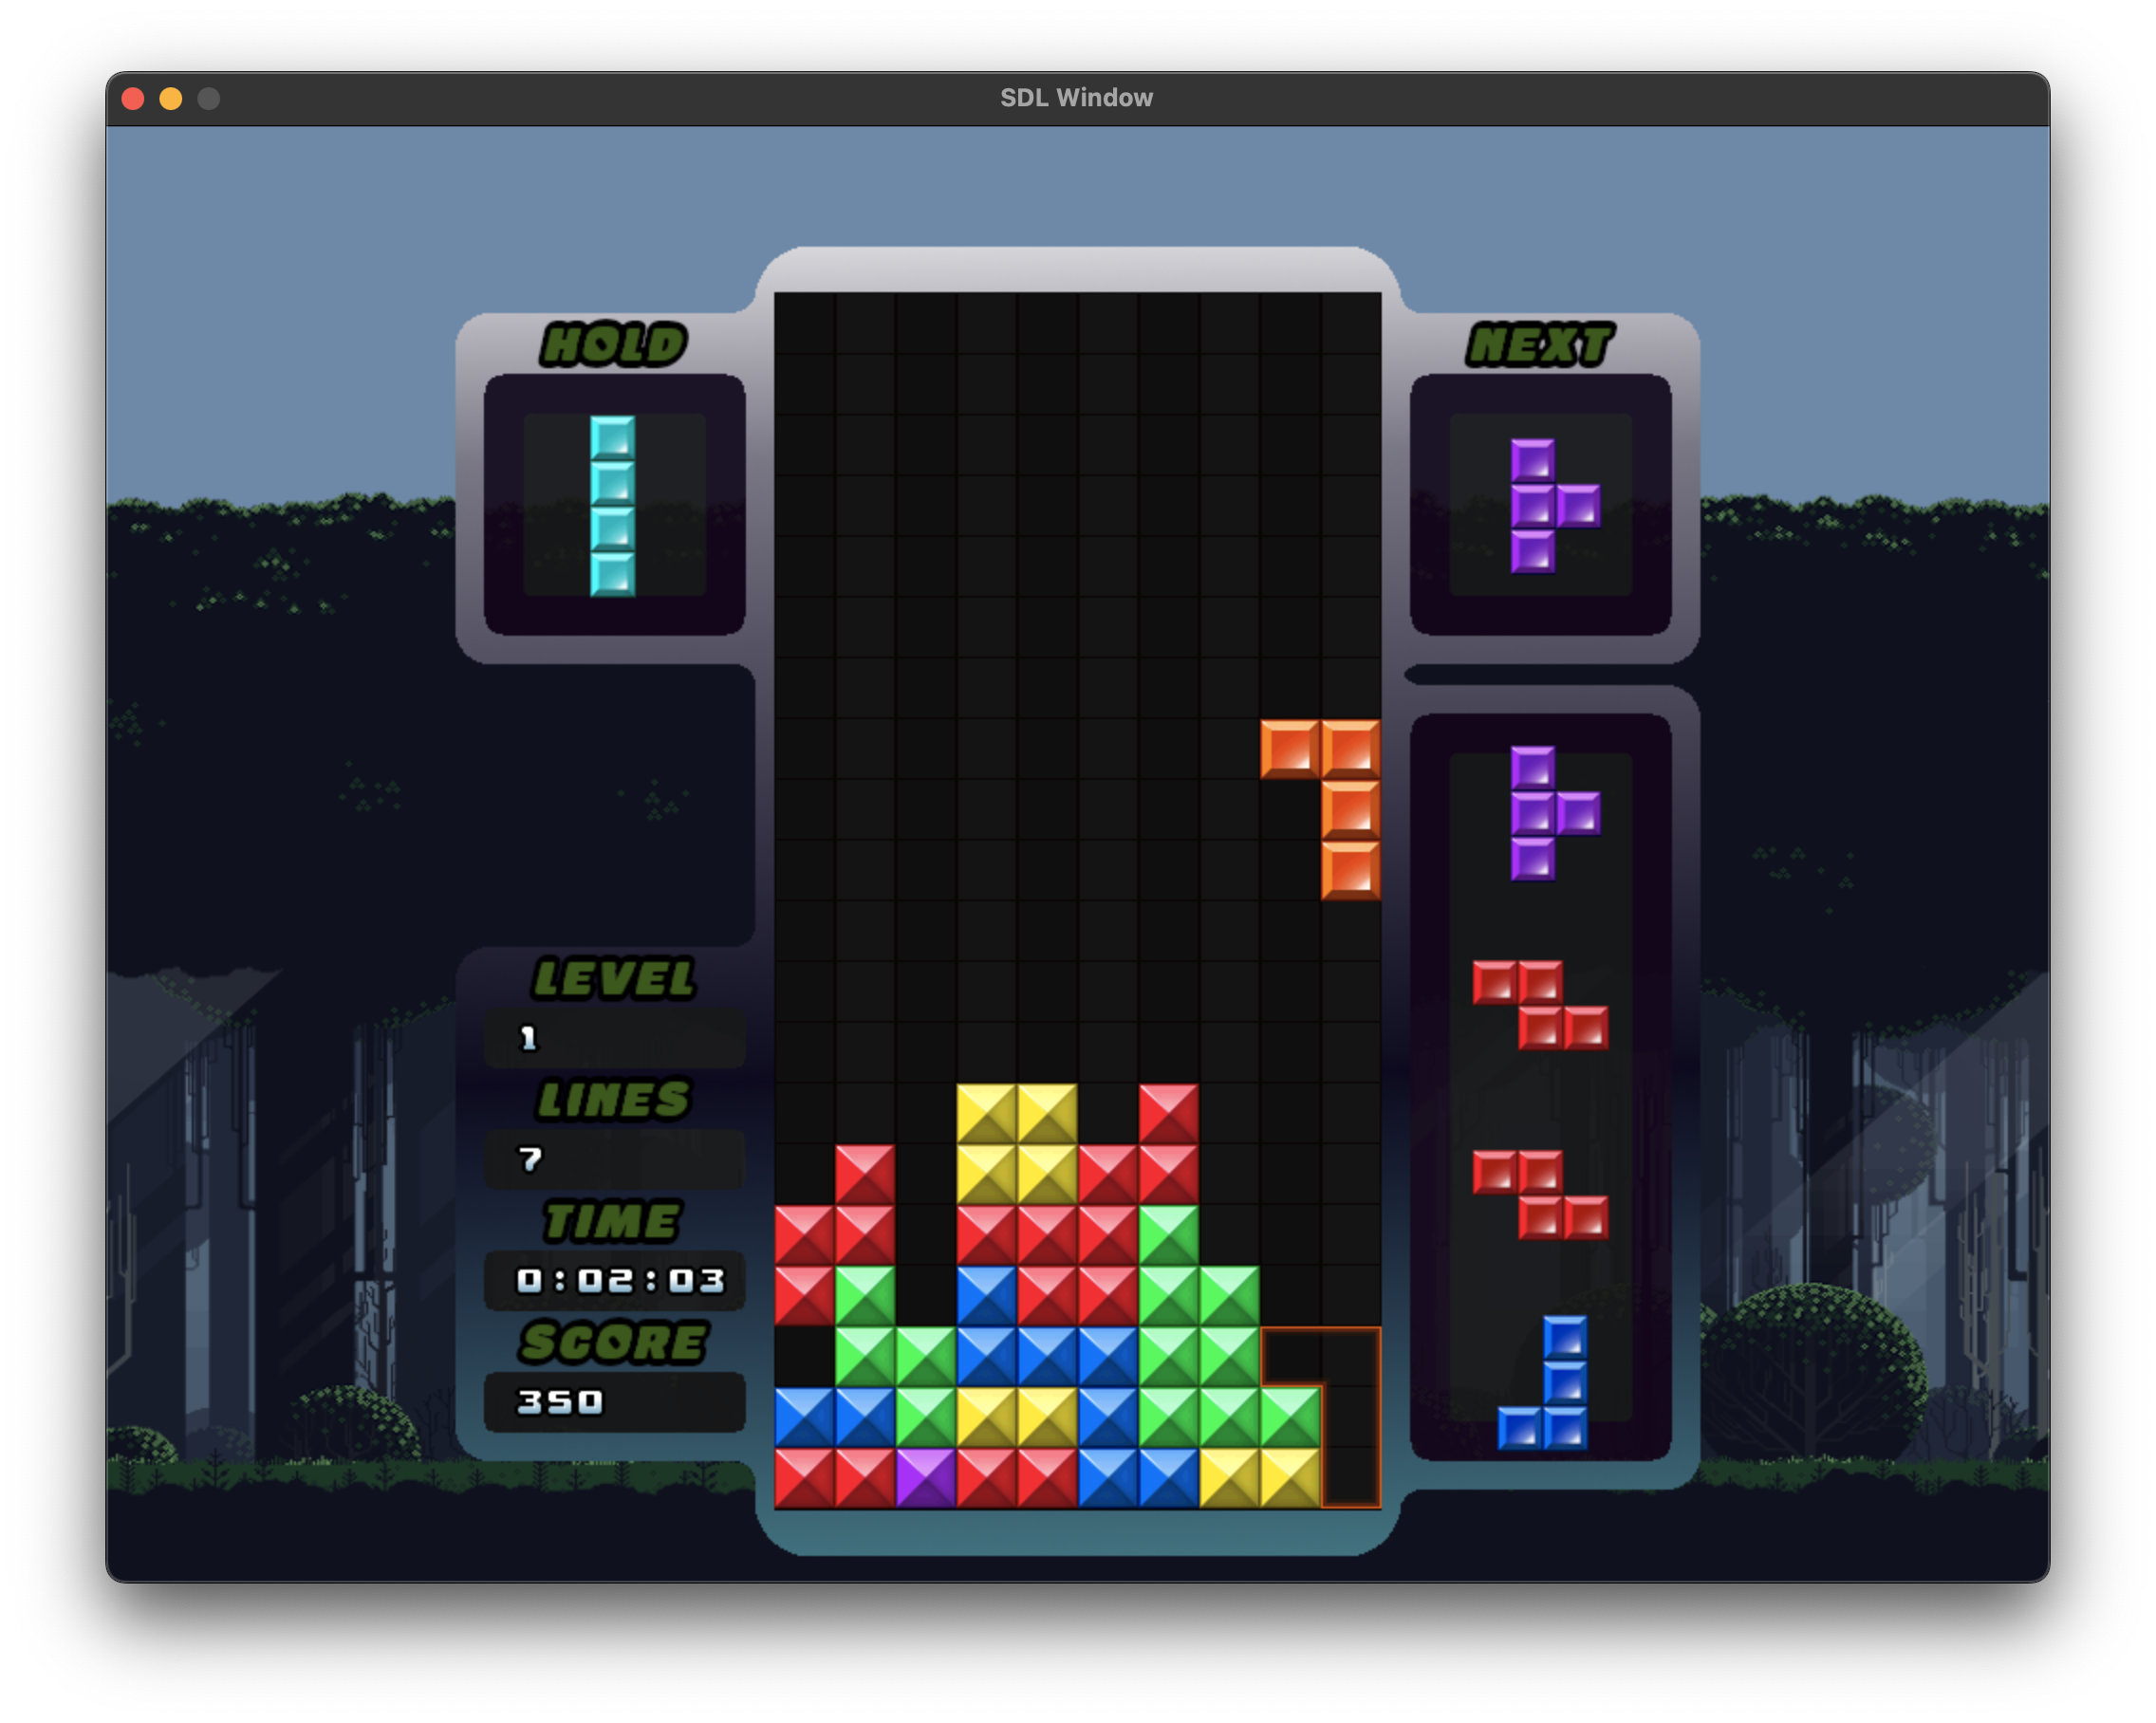 SDL Window
HOLD
NEXT
LEVEL
1
LINES
7
TIME
0:02:03
SCORE
350